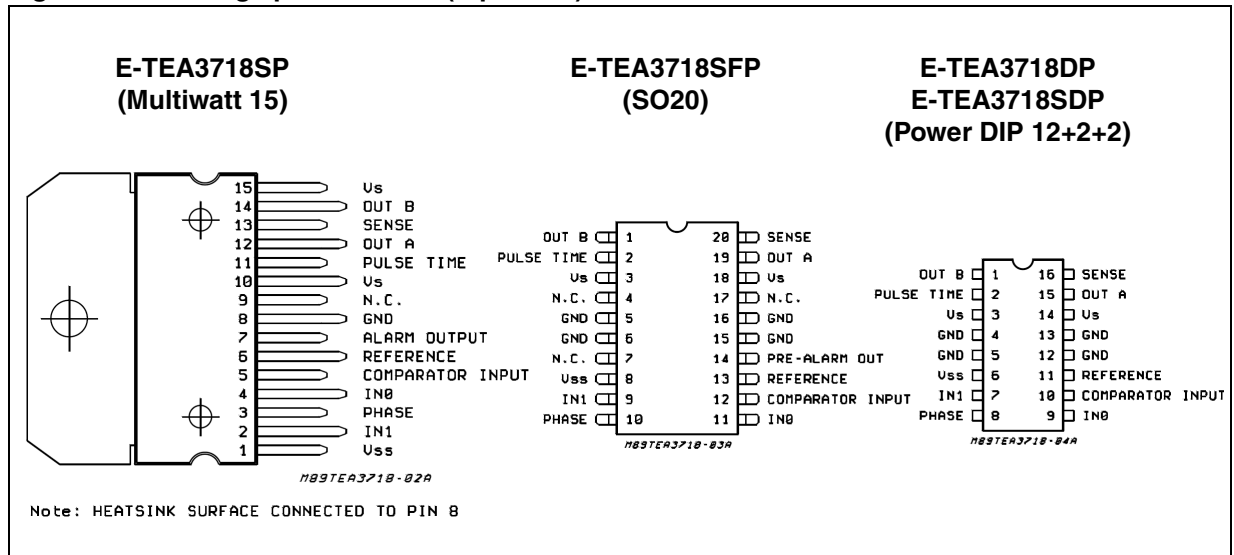 E-TEA3718SP
(Multiwatt 15)
15 Vs
14 OUT B
13 SENSE
12 OUT A
11 PULSE TIME
10 Vs
9 N.C.
8 GND
7 ALARM OUTPUT
6 REFERENCE
5 COMPARATOR INPUT
4 IN0
3 PHASE
2 IN1
1 Vss
M89TEA3718-02A
Note: HEATSINK SURFACE CONNECTED TO PIN 8
E-TEA3718SFP
(SO20)
OUT B 1 20 SENSE
PULSE TIME 2 19 OUT A
Vs 3 18 Vs
N.C. 4 17 N.C.
GND 5 16 GND
GND 6 15 GND
N.C. 7 14 PRE-ALARM OUT
Vss 8 13 REFERENCE
IN1 9 12 COMPARATOR INPUT
PHASE 10 11 IN0
M89TEA3718-03A
E-TEA3718DP
E-TEA3718SDP
(Power DIP 12+2+2)
OUT B 1 16 SENSE
PULSE TIME 2 15 OUT A
Vs 3 14 Vs
GND 4 13 GND
GND 5 12 GND
Vss 6 11 REFERENCE
IN1 7 10 COMPARATOR INPUT
PHASE 8 9 IN0
M89TEA3718-04A